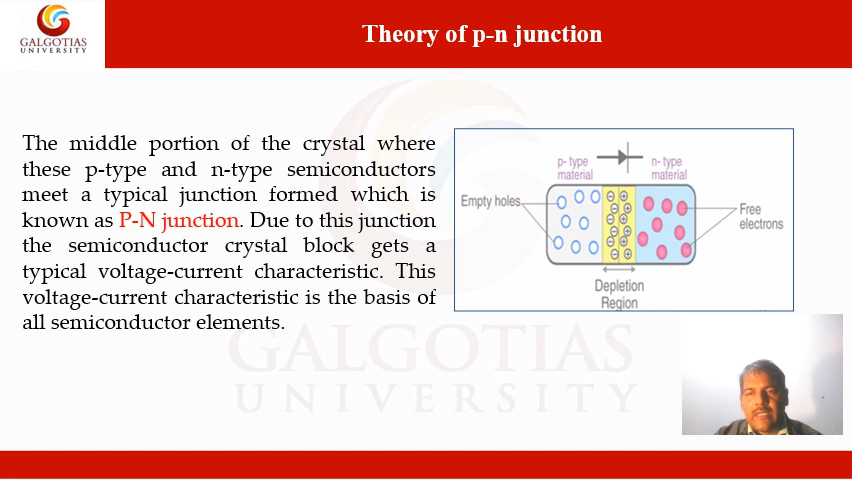 GALGOTIAS
UNIVERSITY
Theory of p-n junction
The middle portion of the crystal where
these p-type and n-type semiconductors
meet a typical junction formed which is
known as P-N junction. Due to this junction
the semiconductor crystal block gets a
typical voltage-current characteristic. This
voltage-current characteristic is the basis of
all semiconductor elements.
p- type
material
n- type
material
Empty holes
Free
electrons
Depletion
Region
GALGOTIAS
UNIVERSITY